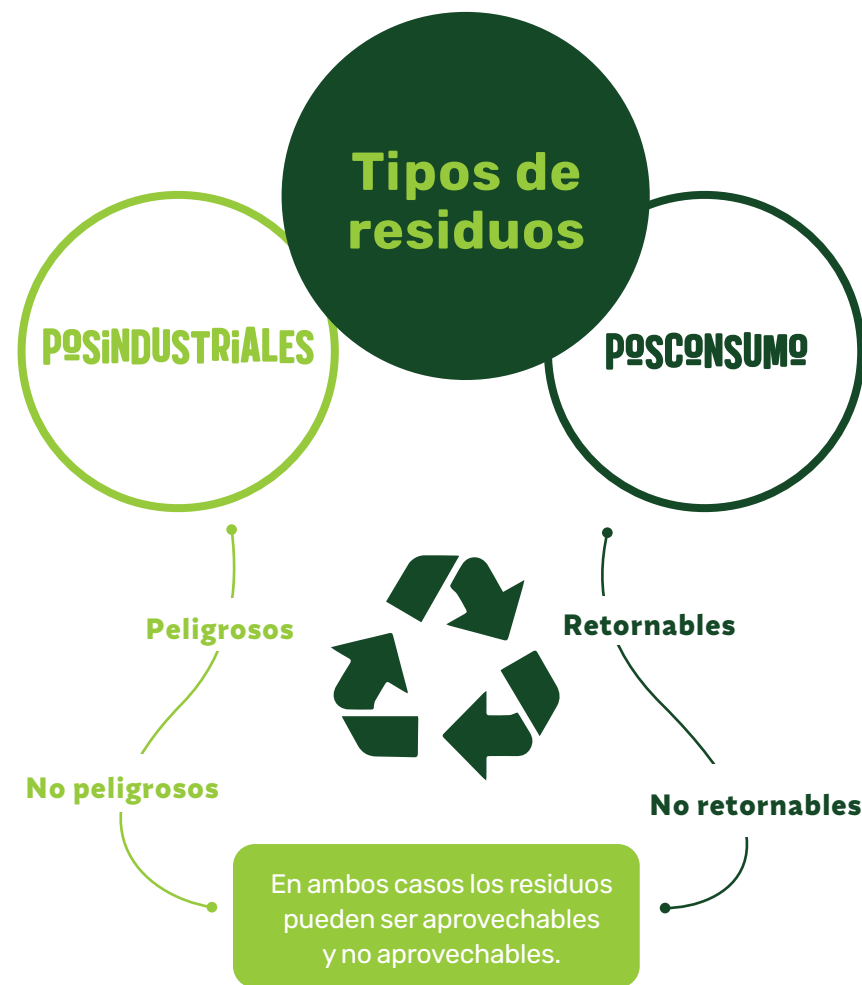 Tipos de
residuos
POSiNDUSTRiALES
POSCONSUMO
Peligrosos
Retornables
No peligrosos
No retornables
En ambos casos los residuos
pueden ser aprovechables
y no aprovechables.